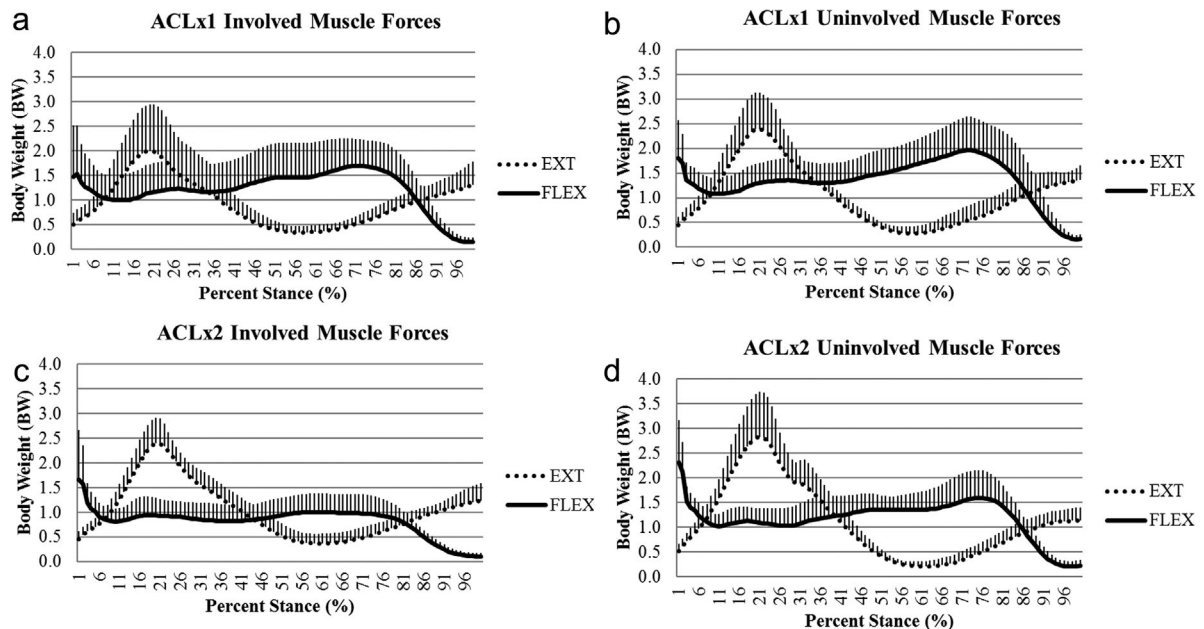 a
ACLx1 Involved Muscle Forces
Body Weight (BW)
4.0
3.5
3.0
2.5
2.0
1.5
1.0
0.5
0.0
1 6 11 16 21 26 31 36 41 46 51 56 61 66 71 76 81 86 91 96
Percent Stance (%)
EXT
FLEX
b
ACLx1 Uninvolved Muscle Forces
Body Weight (BW)
4.0
3.5
3.0
2.5
2.0
1.5
1.0
0.5
0.0
1 6 11 16 21 26 31 36 41 46 51 56 61 66 71 76 81 86 91 96
Percent Stance (%)
EXT
FLEX
c
ACLx2 Involved Muscle Forces
Body Weight (BW)
4.0
3.5
3.0
2.5
2.0
1.5
1.0
0.5
0.0
1 6 11 16 21 26 31 36 41 46 51 56 61 66 71 76 81 86 91 96
Percent Stance (%)
EXT
FLEX
d
ACLx2 Uninvolved Muscle Forces
Body Weight (BW)
4.0
3.5
3.0
2.5
2.0
1.5
1.0
0.5
0.0
1 6 11 16 21 26 31 36 41 46 51 56 61 66 71 76 81 86 91 96
Percent Stance (%)
EXT
FLEX